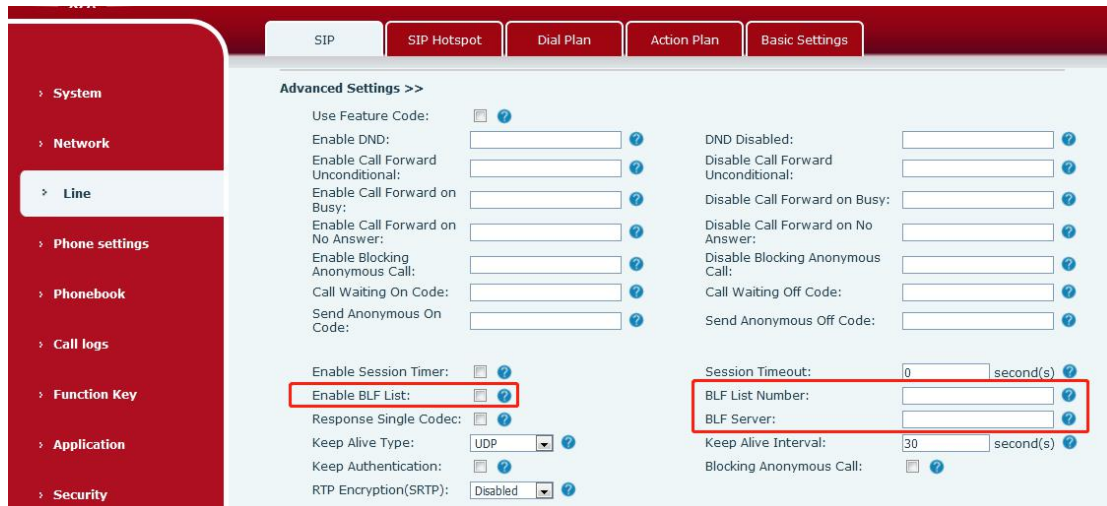 SIP
SIP Hotspot
Dial Plan
Action Plan
Basic Settings
› System
› Network
› Line
› Phone settings
› Phonebook
› Call logs
› Function Key
› Application
› Security
Advanced Settings >>
Use Feature Code:
Enable DND:
DND Disabled:
Enable Call Forward
Unconditional:
Disable Call Forward
Unconditional:
Enable Call Forward on
Busy:
Disable Call Forward on Busy:
Enable Call Forward on
No Answer:
Disable Call Forward on No
Answer:
Enable Blocking
Anonymous Call:
Disable Blocking Anonymous
Call:
Call Waiting On Code:
Call Waiting Off Code:
Send Anonymous On
Code:
Send Anonymous Off Code:
Enable Session Timer:
Session Timeout: 0 second(s)
Enable BLF List:
BLF List Number:
Response Single Codec:
BLF Server:
Keep Alive Type: UDP
Keep Alive Interval: 30 second(s)
Keep Authentication:
Blocking Anonymous Call:
RTP Encryption(SRTP): Disabled